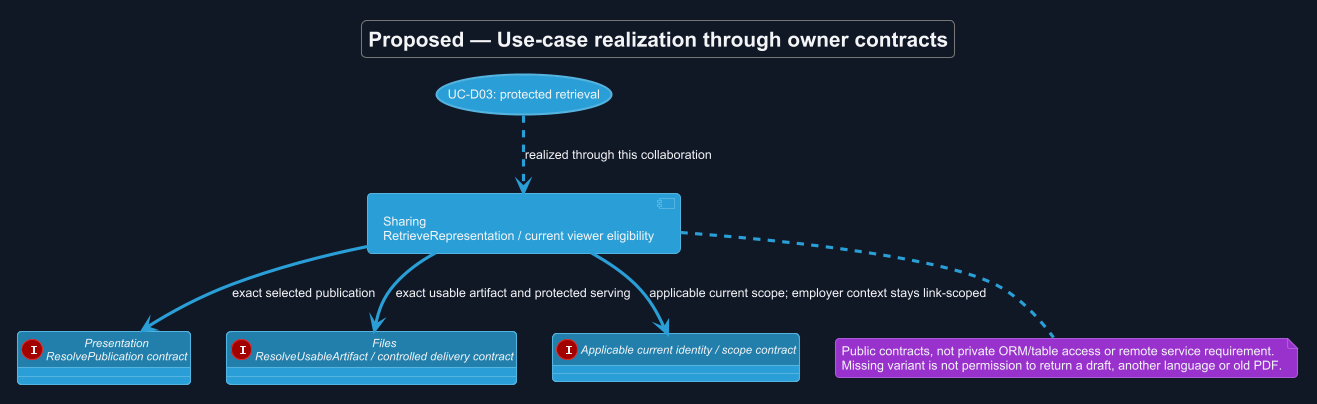 Proposed — Use-case realization through owner contracts
UC-D03: protected retrieval
realized through this collaboration
Sharing
RetrieveRepresentation / current viewer eligibility
exact selected publication
exact usable artifact and protected serving
applicable current scope; employer context stays link-scoped
I
Presentation
ResolvePublication contract
I
Files
ResolveUsableArtifact / controlled delivery contract
I
Applicable current identity / scope contract
Public contracts, not private ORM/table access or remote service requirement.
Missing variant is not permission to return a draft, another language or old PDF.